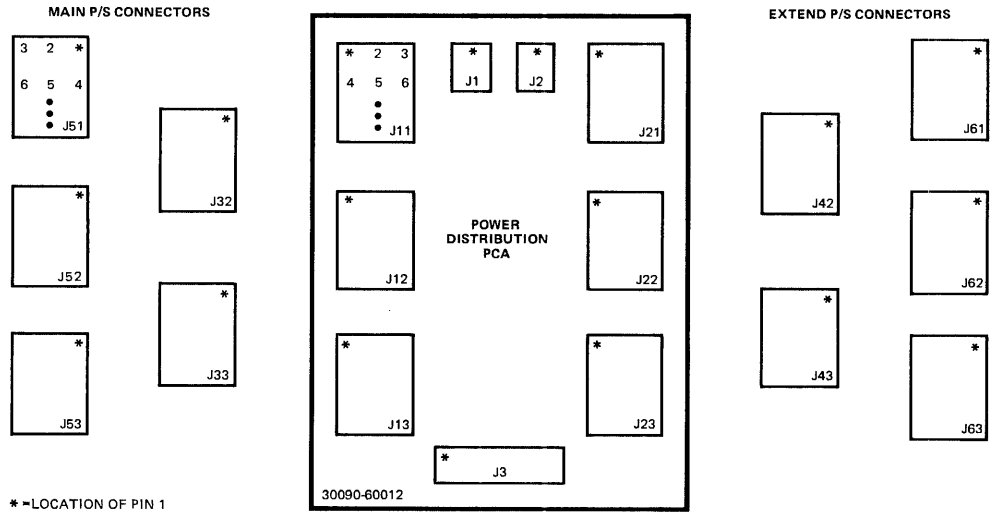 MAIN P/S CONNECTORS
3 2 *
6 5 4
J51
*
J32
*
J52
*
J33
*
J53
* 2 3
4 5 6
J11
*
J1
*
J2
*
J21
*
J12
POWER
DISTRIBUTION
PCA
*
J22
*
J13
*
J23
*
J3
30090-60012
EXTEND P/S CONNECTORS
*
J61
*
J42
*
J62
*
J43
*
J63
* =LOCATION OF PIN 1